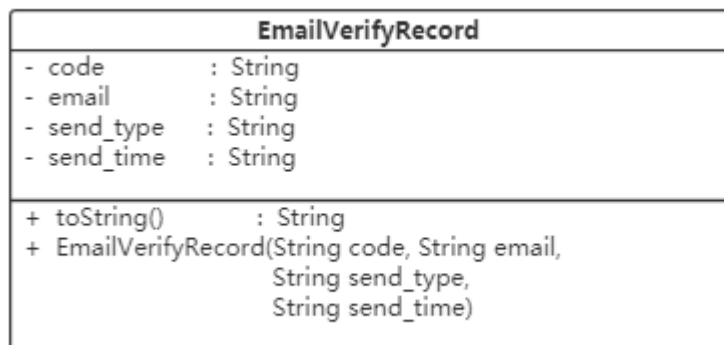 EmailVerifyRecord
- code : String
- email : String
- send_type : String
- send_time : String
+ toString() : String
+ EmailVerifyRecord(String code, String email,
String send_type,
String send_time)